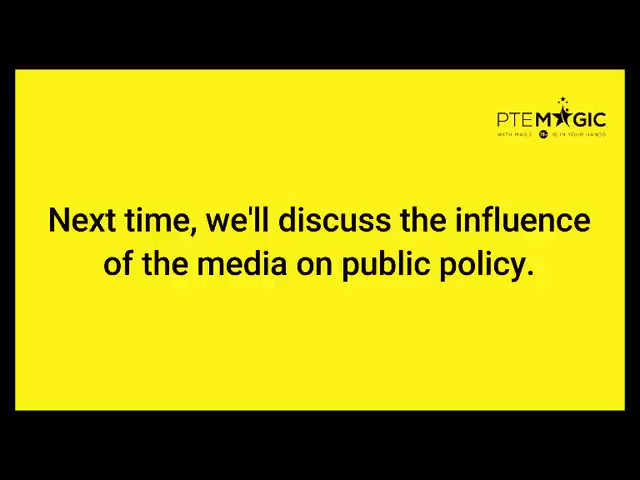 PTEMAGIC
Next time, we'll discuss the influence
of the media on public policy.